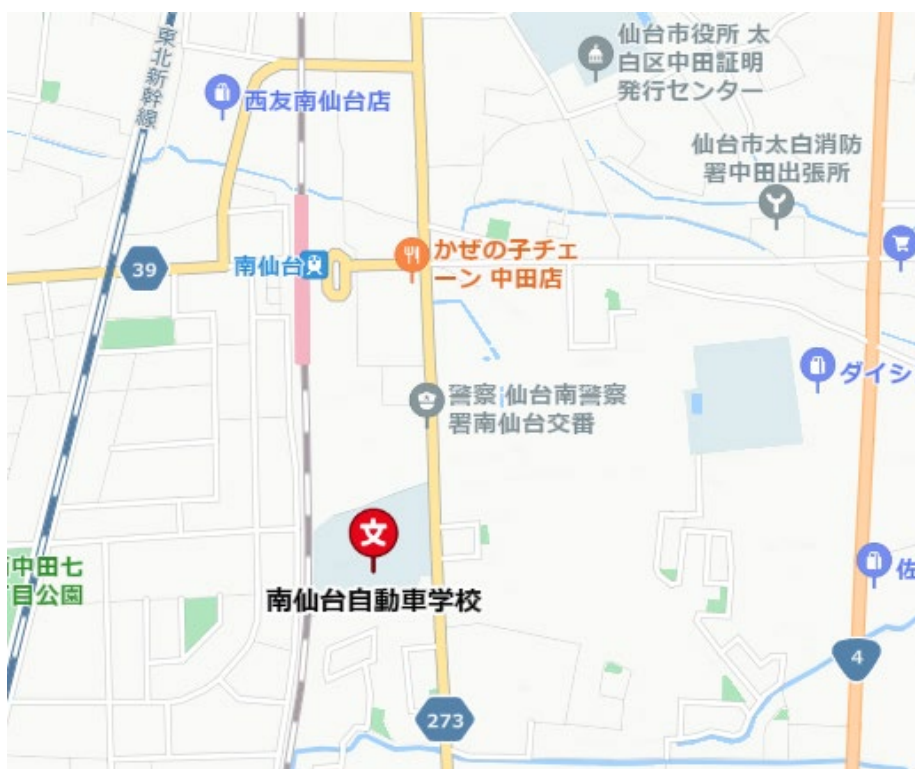 東北新幹線
西友南仙台店
仙台市役所 太
白区中田証明
発行センター
仙台市太白消防
署中田出張所
39
南仙台
かぜの子チェ
ーン 中田店
ダイシ
警察 仙台南警察
署南仙台交番
文
南仙台自動車学校
中田七
目公園
佐
4
273